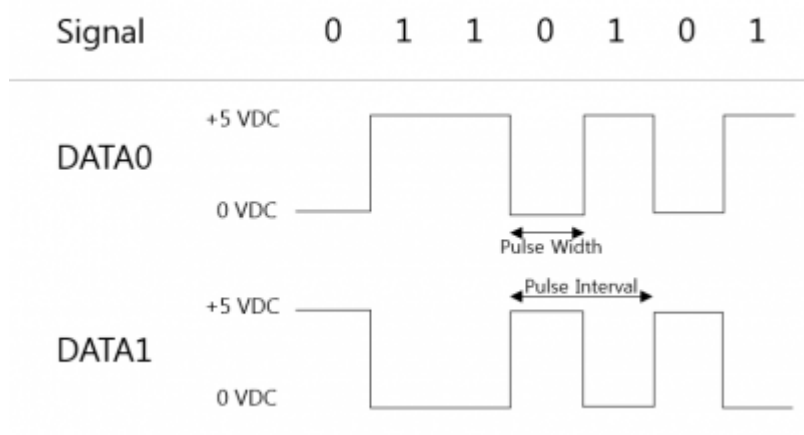 Signal 0 1 1 0 1 0 1
+5 VDC
DATA0
0 VDC
Pulse Width
Pulse Interval
+5 VDC
DATA1
0 VDC